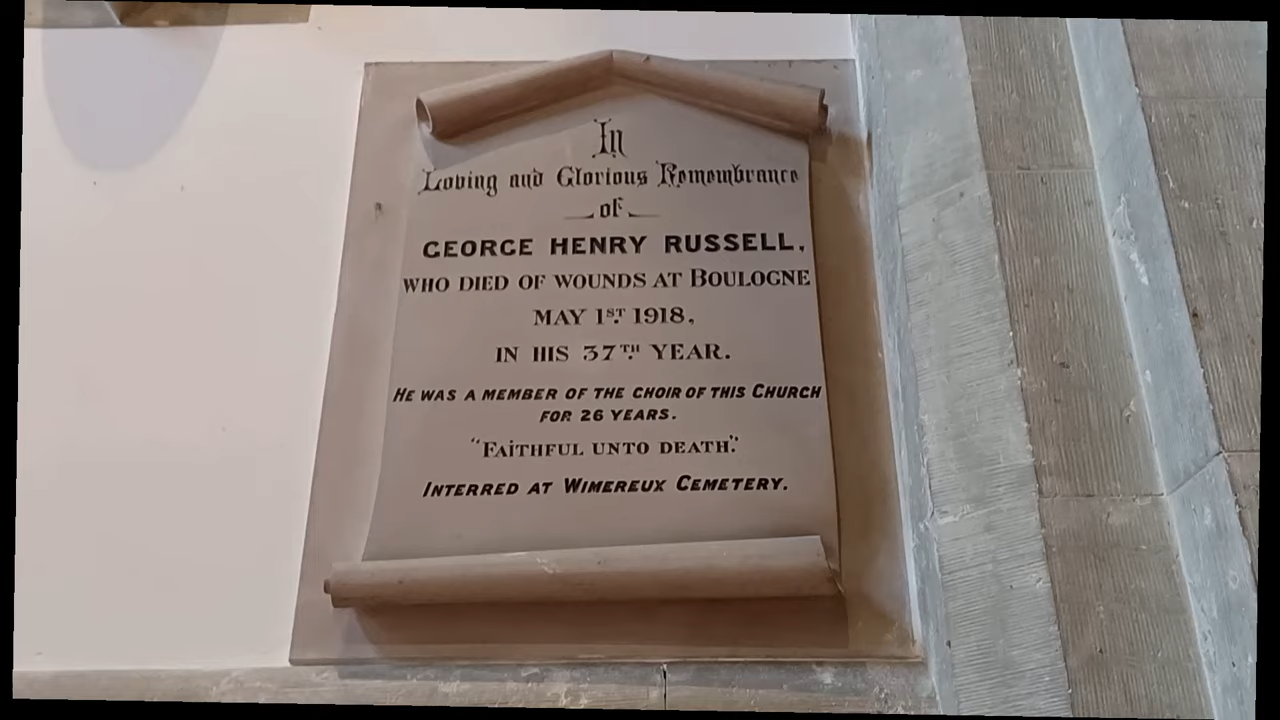 In
Loving and Glorious Remembrance
of
GEORGE HENRY RUSSELL,
WHO DIED OF WOUNDS AT BOULOGNE
MAY 1ST. 1918,
IN HIS 37TH. YEAR.
HE WAS A MEMBER OF THE CHOIR OF THIS CHURCH
FOR 26 YEARS.
"FAITHFUL UNTO DEATH."
INTERRED AT WIMEREUX CEMETERY.